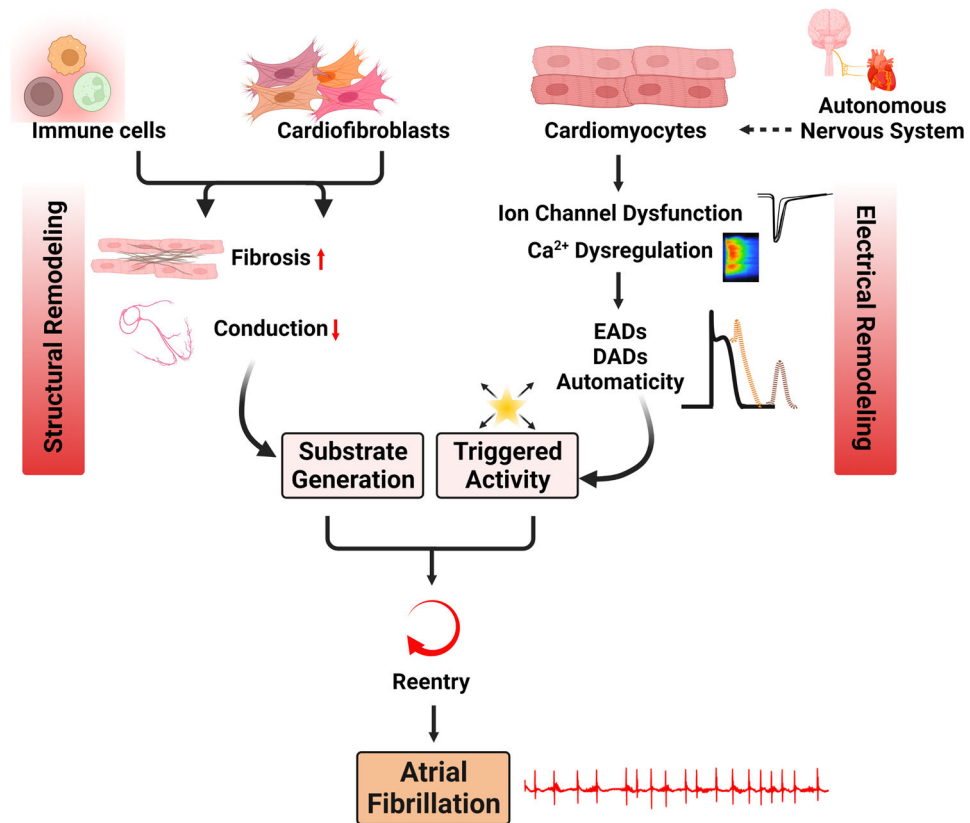 Immune cells
Cardiofibroblasts
Cardiomyocytes
Autonomous
Nervous System
Structural Remodeling
Fibrosis
Conduction
Ion Channel Dysfunction
Ca²⁺ Dysregulation
EADs
DADs
Automaticity
Electrical Remodeling
Substrate
Generation
Triggered
Activity
Reentry
Atrial
Fibrillation